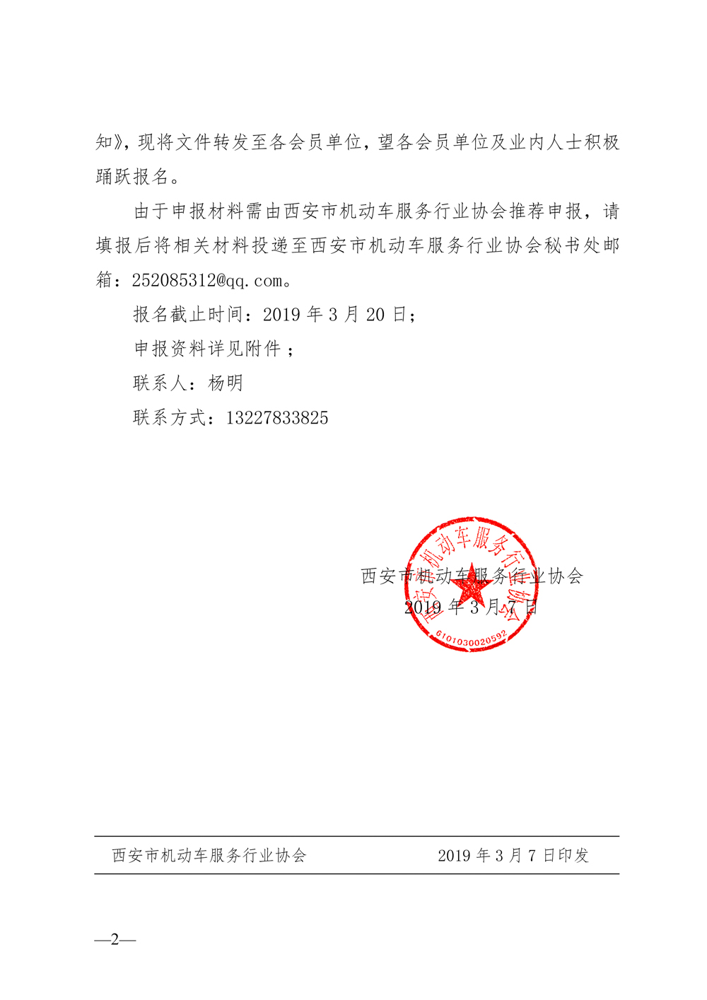 知》，现将文件转发至各会员单位，望各会员单位及业内人士积极
踊跃报名。
由于申报材料需由西安市机动车服务行业协会推荐申报，请
填报后将相关材料投递至西安市机动车服务行业协会秘书处邮
箱：252085312@qq.com。
报名截止时间：2019 年 3 月 20 日；
申报资料详见附件；
联系人：杨明
联系方式：13227833825
西安市机动车服务行业协会
西安市机动车服务行业协会
2019 年 3 月 7 日
6101030020592
西安市机动车服务行业协会 2019 年 3 月 7 日印发
—2—